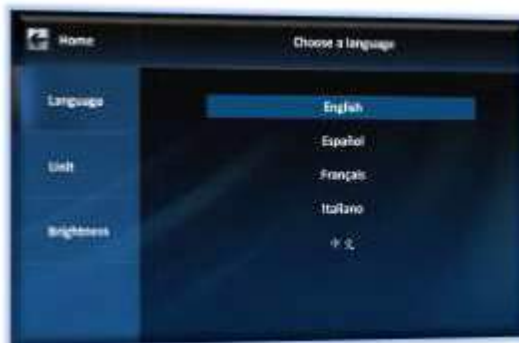 Home
Choose a language
Language
Unit
Brightness
English
Español
Français
Italiano
中文